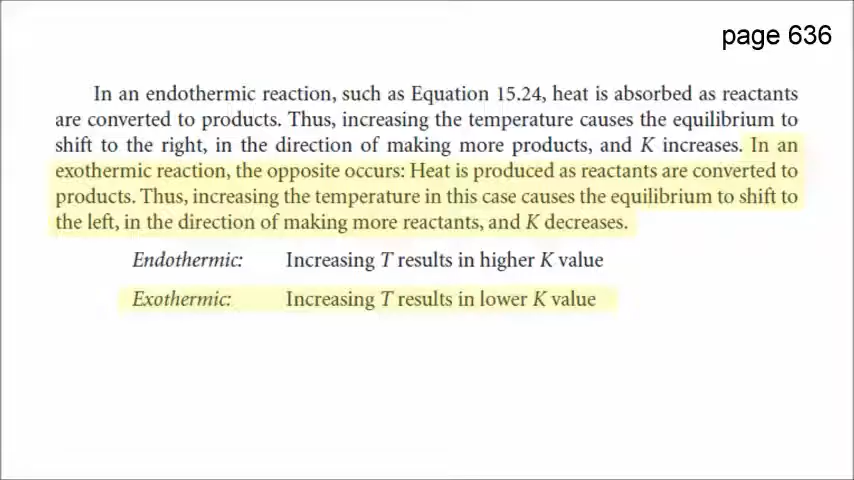 page 636
In an endothermic reaction, such as Equation 15.24, heat is absorbed as reactants
are converted to products. Thus, increasing the temperature causes the equilibrium to
shift to the right, in the direction of making more products, and K increases. In an
exothermic reaction, the opposite occurs: Heat is produced as reactants are converted to
products. Thus, increasing the temperature in this case causes the equilibrium to shift to
the left, in the direction of making more reactants, and K decreases.
Endothermic: Increasing T results in higher K value
Exothermic: Increasing T results in lower K value